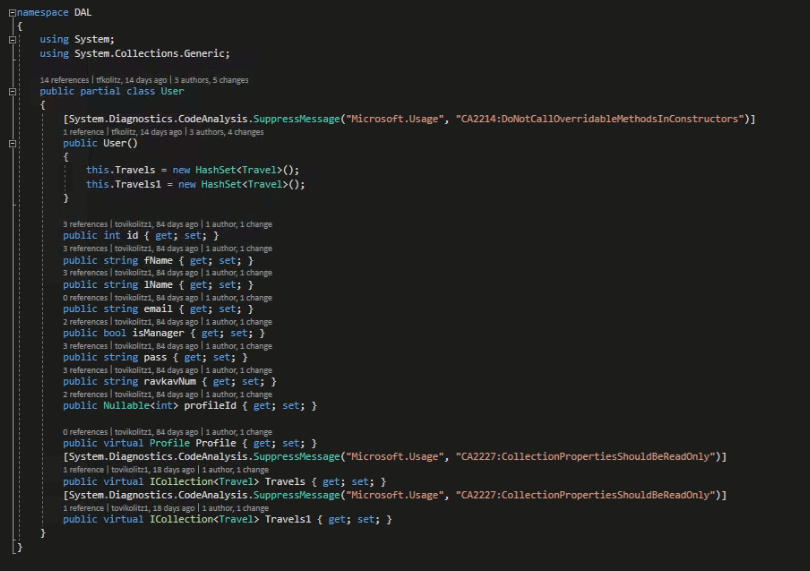 namespace DAL
{
using System;
using System.Collections.Generic;
14 references | tfkolitz, 14 days ago | 3 authors, 5 changes
public partial class User
{
[System.Diagnostics.CodeAnalysis.SuppressMessage("Microsoft.Usage", "CA2214:DoNotCallOverridableMethodsInConstructors")]
1 reference | tfkolitz, 14 days ago | 3 authors, 4 changes
public User()
{
this.Travels = new HashSet<Travel>();
this.Travels1 = new HashSet<Travel>();
}
3 references | tovikolitz1, 84 days ago | 1 author, 1 change
public int id { get; set; }
3 references | tovikolitz1, 84 days ago | 1 author, 1 change
public string fName { get; set; }
3 references | tovikolitz1, 84 days ago | 1 author, 1 change
public string lName { get; set; }
0 references | tovikolitz1, 84 days ago | 1 author, 1 change
public string email { get; set; }
2 references | tovikolitz1, 84 days ago | 1 author, 1 change
public bool isManager { get; set; }
3 references | tovikolitz1, 84 days ago | 1 author, 1 change
public string pass { get; set; }
3 references | tovikolitz1, 84 days ago | 1 author, 1 change
public string ravkavNum { get; set; }
2 references | tovikolitz1, 84 days ago | 1 author, 1 change
public Nullable<int> profileId { get; set; }
0 references | tovikolitz1, 84 days ago | 1 author, 1 change
public virtual Profile Profile { get; set; }
[System.Diagnostics.CodeAnalysis.SuppressMessage("Microsoft.Usage", "CA2227:CollectionPropertiesShouldBeReadOnly")]
1 reference | tovikolitz1, 18 days ago | 1 author, 1 change
public virtual ICollection<Travel> Travels { get; set; }
[System.Diagnostics.CodeAnalysis.SuppressMessage("Microsoft.Usage", "CA2227:CollectionPropertiesShouldBeReadOnly")]
1 reference | tovikolitz1, 18 days ago | 1 author, 1 change
public virtual ICollection<Travel> Travels1 { get; set; }
}
}